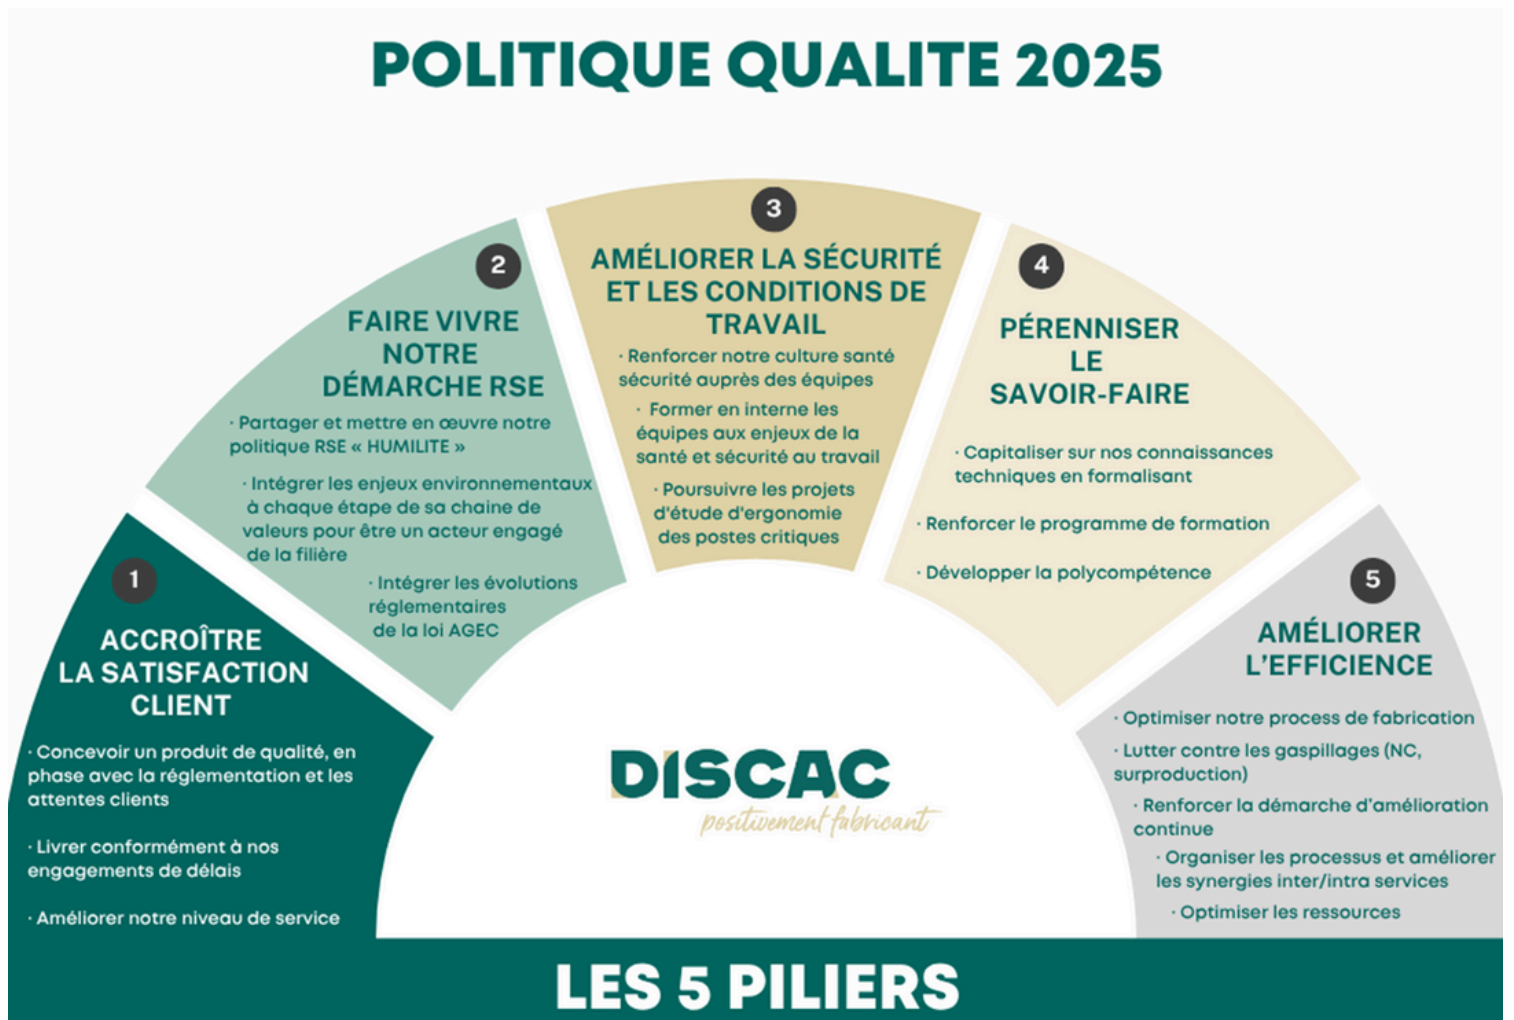 POLITIQUE QUALITE 2025
1
ACCROÎTRE
LA SATISFACTION
CLIENT
· Concevoir un produit de qualité, en
phase avec la réglementation et les
attentes clients
· Livrer conformément à nos
engagements de délais
· Améliorer notre niveau de service
2
FAIRE VIVRE
NOTRE
DÉMARCHE RSE
· Partager et mettre en œuvre notre
politique RSE « HUMILITE »
· Intégrer les enjeux environnementaux
à chaque étape de sa chaine de
valeurs pour être un acteur engagé
de la filière
· Intégrer les évolutions
réglementaires
de la loi AGEC
3
AMÉLIORER LA SÉCURITÉ
ET LES CONDITIONS DE
TRAVAIL
· Renforcer notre culture santé
sécurité auprès des équipes
· Former en interne les
équipes aux enjeux de la
santé et sécurité au travail
· Poursuivre les projets
d'étude d'ergonomie
des postes critiques
4
PÉRENNISER
LE
SAVOIR-FAIRE
· Capitaliser sur nos connaissances
techniques en formalisant
· Renforcer le programme de formation
· Développer la polycompétence
5
AMÉLIORER
L'EFFICIENCE
· Optimiser notre process de fabrication
· Lutter contre les gaspillages (NC,
surproduction)
· Renforcer la démarche d'amélioration
continue
· Organiser les processus et améliorer
les synergies inter/intra services
· Optimiser les ressources
DISCAC
positivement fabricant
LES 5 PILIERS